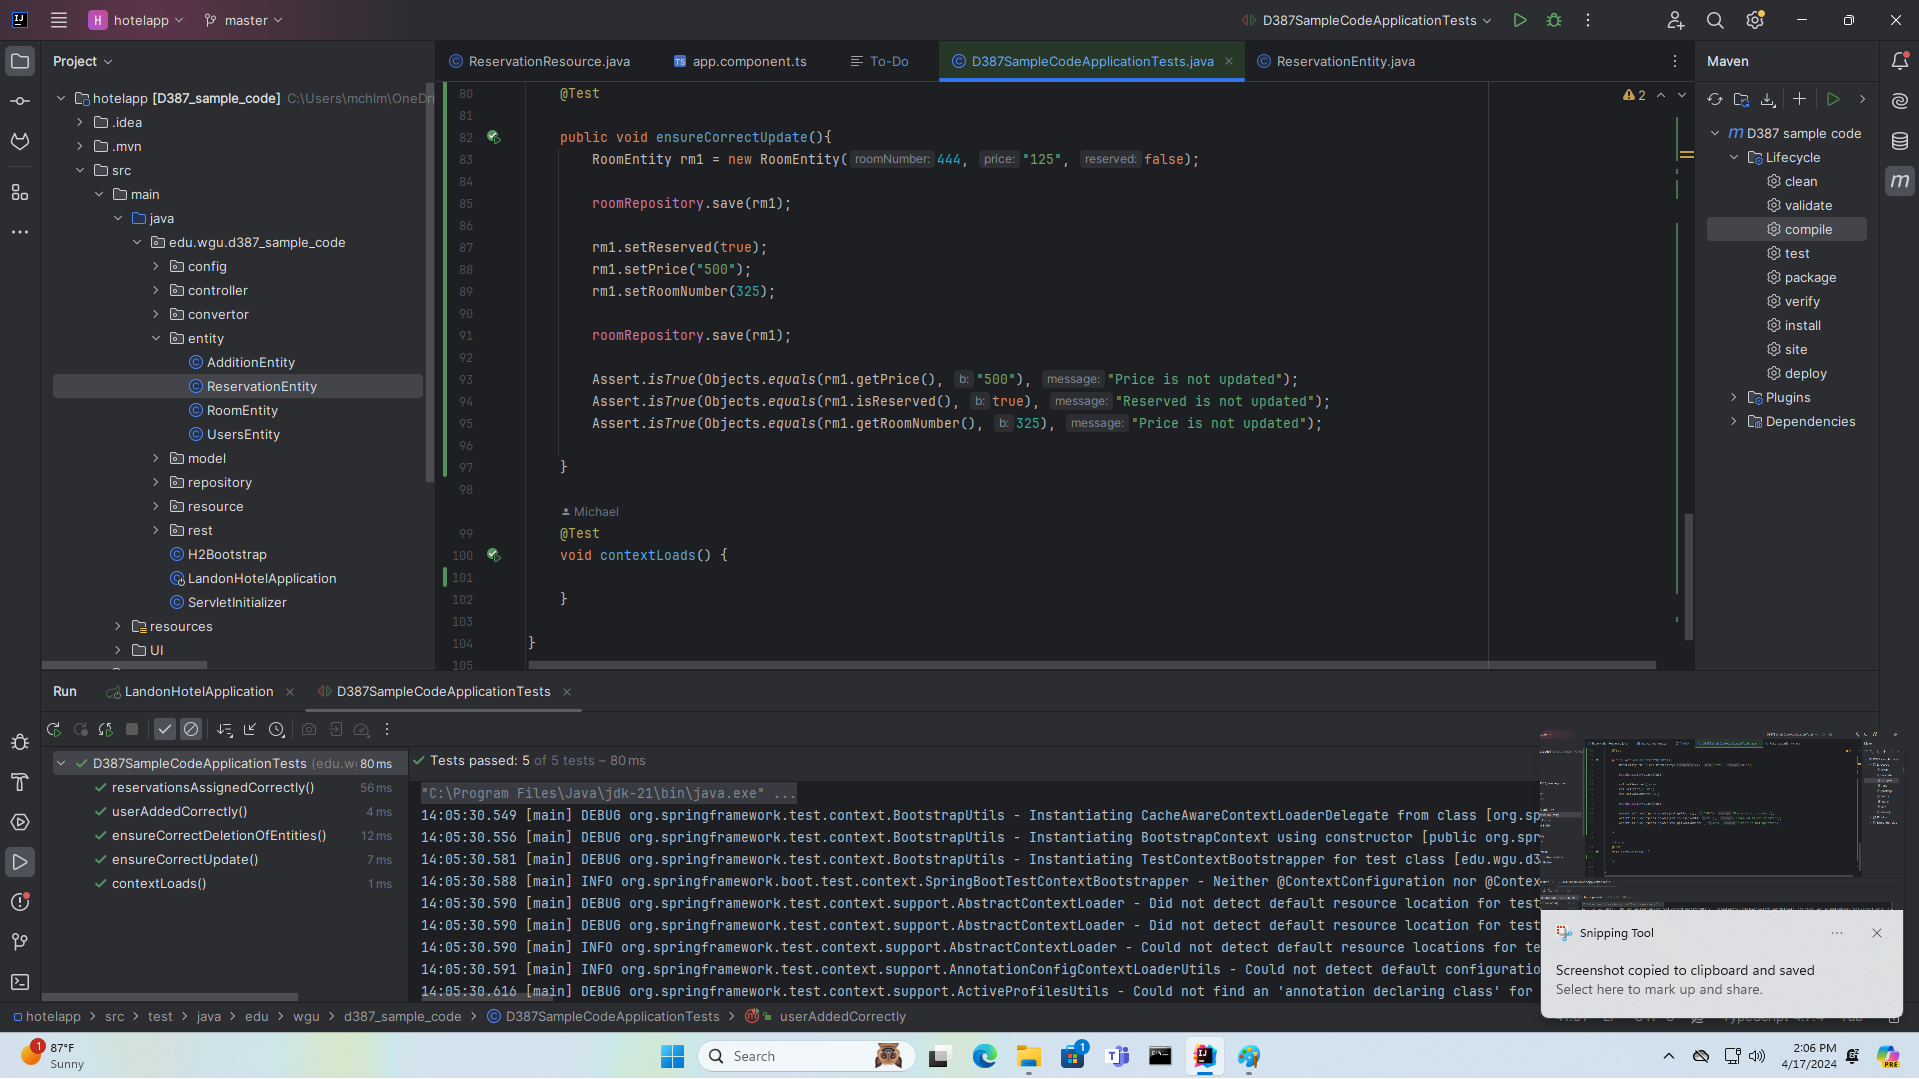 H hotelapp master D387SampleCodeApplicationTests
Project
ReservationResource.java
app.component.ts
To-Do
D387SampleCodeApplicationTests.java
ReservationEntity.java
Maven
hotelapp [D387_sample_code] C:\Users\mchlm\OneDri
.idea
.mvn
src
main
java
edu.wgu.d387_sample_code
config
controller
convertor
entity
AdditionEntity
ReservationEntity
RoomEntity
UsersEntity
model
repository
resource
rest
H2Bootstrap
LandonHotelApplication
ServletInitializer
resources
UI
2
80 @Test
81
82 public void ensureCorrectUpdate(){
83 RoomEntity rm1 = new RoomEntity( roomNumber: 444, price: "125", reserved: false);
84
85 roomRepository.save(rm1);
86
87 rm1.setReserved(true);
88 rm1.setPrice("500");
89 rm1.setRoomNumber(325);
90
91 roomRepository.save(rm1);
92
93 Assert.isTrue(Objects.equals(rm1.getPrice(), b: "500"), message: "Price is not updated");
94 Assert.isTrue(Objects.equals(rm1.isReserved(), b: true), message: "Reserved is not updated");
95 Assert.isTrue(Objects.equals(rm1.getRoomNumber(), b: 325), message: "Price is not updated");
96
97 }
98
Michael
99 @Test
100 void contextLoads() {
101
102 }
103
104 }
105
D387 sample code
Lifecycle
clean
validate
compile
test
package
verify
install
site
deploy
Plugins
Dependencies
Run
LandonHotelApplication
D387SampleCodeApplicationTests
D387SampleCodeApplicationTests (edu.w 80 ms
reservationsAssignedCorrectly() 56 ms
userAddedCorrectly() 4 ms
ensureCorrectDeletionOfEntities() 12 ms
ensureCorrectUpdate() 7 ms
contextLoads() 1 ms
Tests passed: 5 of 5 tests – 80 ms
"C:\Program Files\Java\jdk-21\bin\java.exe" ...
14:05:30.549 [main] DEBUG org.springframework.test.context.BootstrapUtils - Instantiating CacheAwareContextLoaderDelegate from class [org.sp
14:05:30.556 [main] DEBUG org.springframework.test.context.BootstrapUtils - Instantiating BootstrapContext using constructor [public org.spr
14:05:30.581 [main] DEBUG org.springframework.test.context.BootstrapUtils - Instantiating TestContextBootstrapper for test class [edu.wgu.d3
14:05:30.588 [main] INFO org.springframework.boot.test.context.SpringBootTestContextBootstrapper - Neither @ContextConfiguration nor @Contex
14:05:30.590 [main] DEBUG org.springframework.test.context.support.AbstractContextLoader - Did not detect default resource location for test
14:05:30.590 [main] DEBUG org.springframework.test.context.support.AbstractContextLoader - Did not detect default resource location for test
14:05:30.590 [main] INFO org.springframework.test.context.support.AbstractContextLoader - Could not detect default resource locations for te
14:05:30.591 [main] INFO org.springframework.test.context.support.AnnotationConfigContextLoaderUtils - Could not detect default configuration
14:05:30.616 [main] DEBUG org.springframework.test.context.support.ActiveProfilesUtils - Could not find an 'annotation declaring class' for
Snipping Tool
Screenshot copied to clipboard and saved
Select here to mark up and share.
hotelapp > src > test > java > edu > wgu > d387_sample_code > D387SampleCodeApplicationTests > userAddedCorrectly
1
87°F
Sunny
Search
1
2:06 PM
4/17/2024
PRE